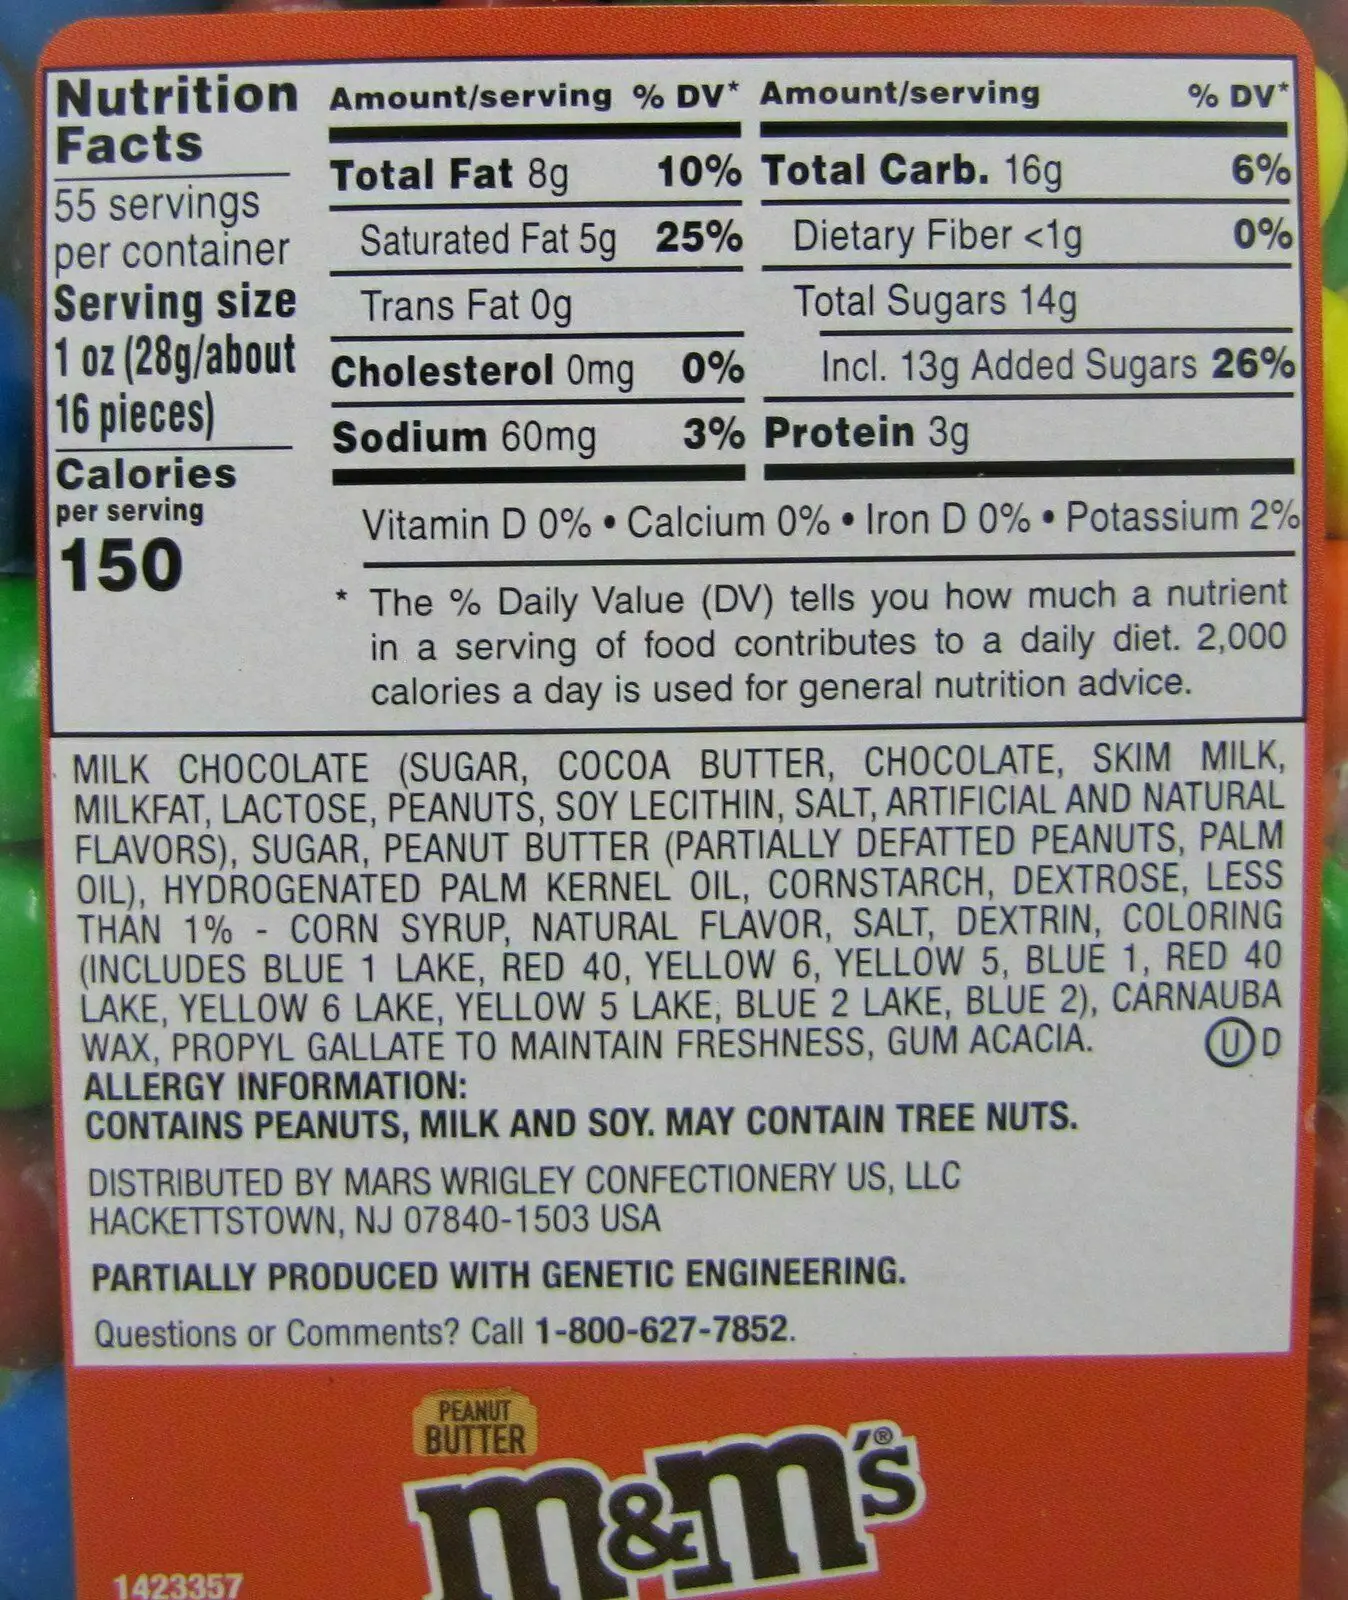 Nutrition
Facts
55 servings
per container
Serving size
1 oz (28g/about
16 pieces)
Calories
per serving
150
Amount/serving % DV*
Total Fat 8g 10%
Saturated Fat 5g 25%
Trans Fat 0g
Cholesterol 0mg 0%
Sodium 60mg 3%
Amount/serving % DV*
Total Carb. 16g 6%
Dietary Fiber <1g 0%
Total Sugars 14g
Incl. 13g Added Sugars 26%
Protein 3g
Vitamin D 0% • Calcium 0% • Iron D 0% • Potassium 2%
* The % Daily Value (DV) tells you how much a nutrient
in a serving of food contributes to a daily diet. 2,000
calories a day is used for general nutrition advice.
MILK CHOCOLATE (SUGAR, COCOA BUTTER, CHOCOLATE, SKIM MILK,
MILKFAT, LACTOSE, PEANUTS, SOY LECITHIN, SALT, ARTIFICIAL AND NATURAL
FLAVORS), SUGAR, PEANUT BUTTER (PARTIALLY DEFATTED PEANUTS, PALM
OIL), HYDROGENATED PALM KERNEL OIL, CORNSTARCH, DEXTROSE, LESS
THAN 1% - CORN SYRUP, NATURAL FLAVOR, SALT, DEXTRIN, COLORING
(INCLUDES BLUE 1 LAKE, RED 40, YELLOW 6, YELLOW 5, BLUE 1, RED 40
LAKE, YELLOW 6 LAKE, YELLOW 5 LAKE, BLUE 2 LAKE, BLUE 2), CARNAUBA
WAX, PROPYL GALLATE TO MAINTAIN FRESHNESS, GUM ACACIA. Ⓤ D
ALLERGY INFORMATION:
CONTAINS PEANUTS, MILK AND SOY. MAY CONTAIN TREE NUTS.
DISTRIBUTED BY MARS WRIGLEY CONFECTIONERY US, LLC
HACKETTSTOWN, NJ 07840-1503 USA
PARTIALLY PRODUCED WITH GENETIC ENGINEERING.
Questions or Comments? Call 1-800-627-7852.
PEANUT
BUTTER
m&m's®
1423357